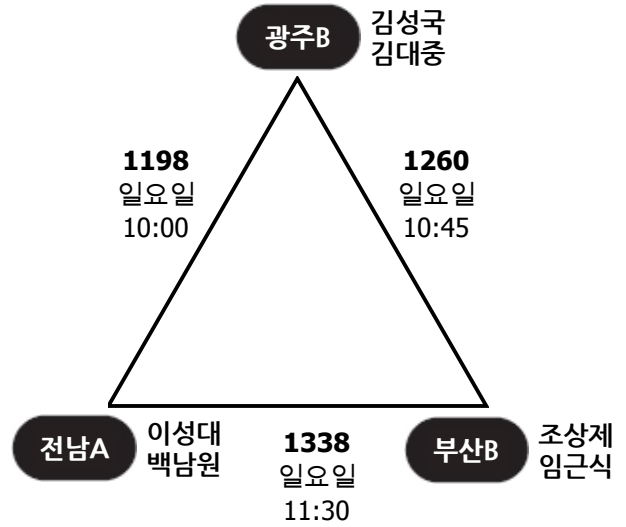 광주B
김성국
김대중
1198
일요일
10:00
1260
일요일
10:45
전남A
이성대
백남원
1338
일요일
11:30
부산B
조상제
임근식